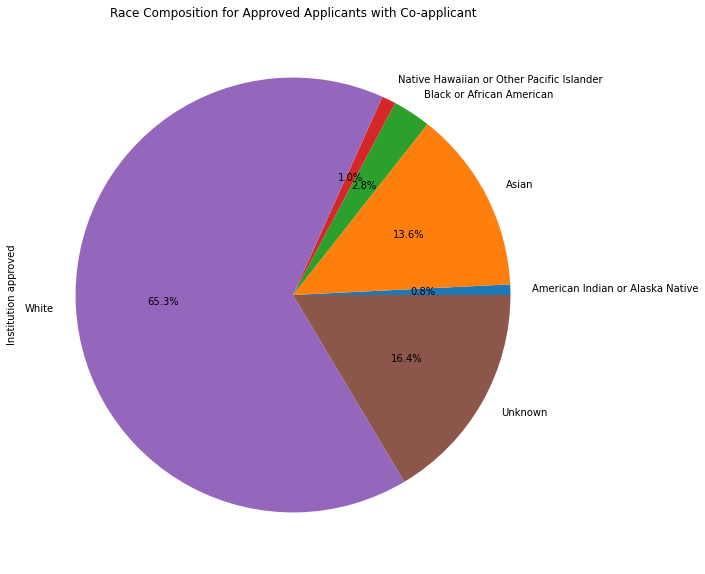 Race Composition for Approved Applicants with Co-applicant
Native Hawaiian or Other Pacific Islander
Black or African American
1.0%
2.8%
Asian
13.6%
American Indian or Alaska Native
0.8%
Institution approved
White
65.3%
16.4%
Unknown